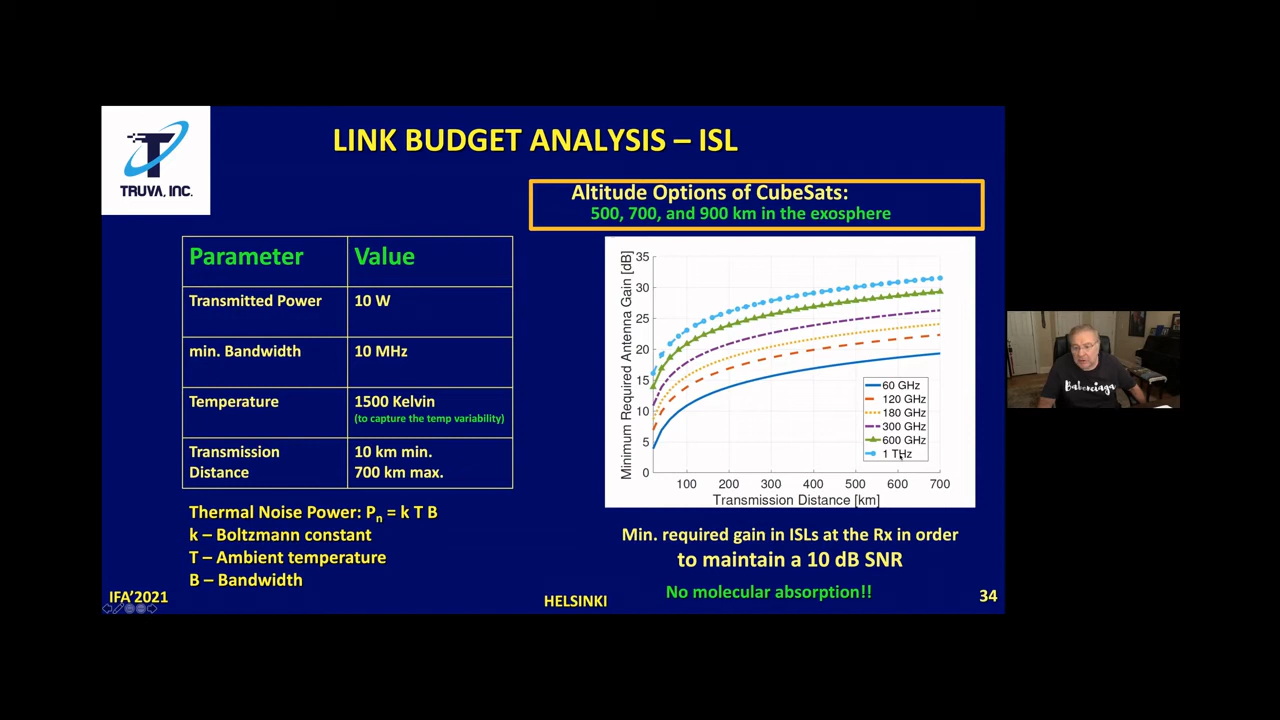 TRUVA, INC.
LINK BUDGET ANALYSIS – ISL
Altitude Options of CubeSats:
500, 700, and 900 km in the exosphere
Parameter Value
Transmitted Power 10 W
min. Bandwidth 10 MHz
Temperature 1500 Kelvin
(to capture the temp variability)
Transmission 10 km min.
Distance 700 km max.
Thermal Noise Power: Pn = k T B
k – Boltzmann constant
T – Ambient temperature
B – Bandwidth
Minimum Required Antenna Gain [dB]
35
30
25
20
15
10
5
0
100 200 300 400 500 600 700
Transmission Distance [km]
60 GHz
120 GHz
180 GHz
300 GHz
600 GHz
1 THz
Min. required gain in ISLs at the Rx in order
to maintain a 10 dB SNR
No molecular absorption!!
IFA’2021
HELSINKI
34
Babenciaga